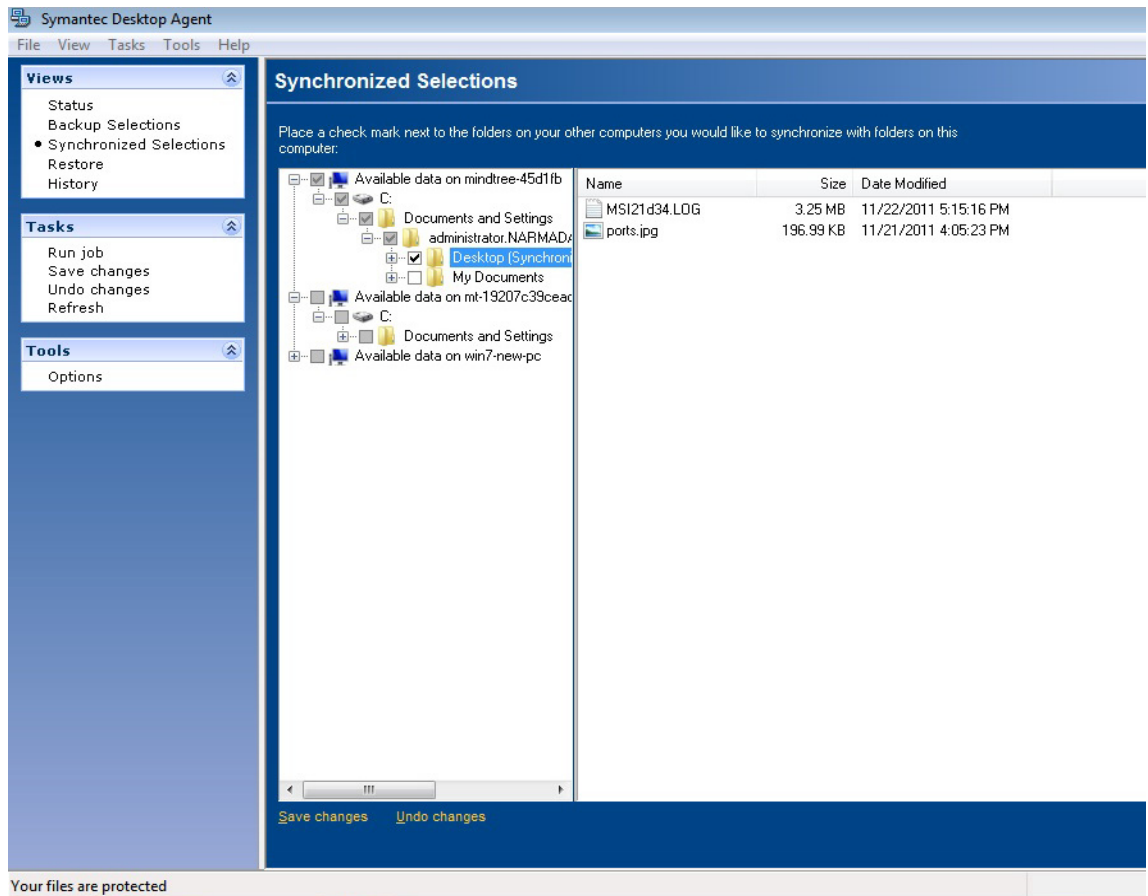 Symantec Desktop Agent
File View Tasks Tools Help
Views
Status
Backup Selections
Synchronized Selections
Restore
History
Tasks
Run job
Save changes
Undo changes
Refresh
Tools
Options
Synchronized Selections
Place a check mark next to the folders on your other computers you would like to synchronize with folders on this
computer:
Available data on mindtree-45d1fb
C:
Documents and Settings
administrator.NARMADA
Desktop (Synchroni
My Documents
Available data on mt-19207c39cead
C:
Documents and Settings
Available data on win7-new-pc
Name Size Date Modified
MSI21d34.LOG 3.25 MB 11/22/2011 5:15:16 PM
ports.jpg 196.99 KB 11/21/2011 4:05:23 PM
Save changes Undo changes
Your files are protected